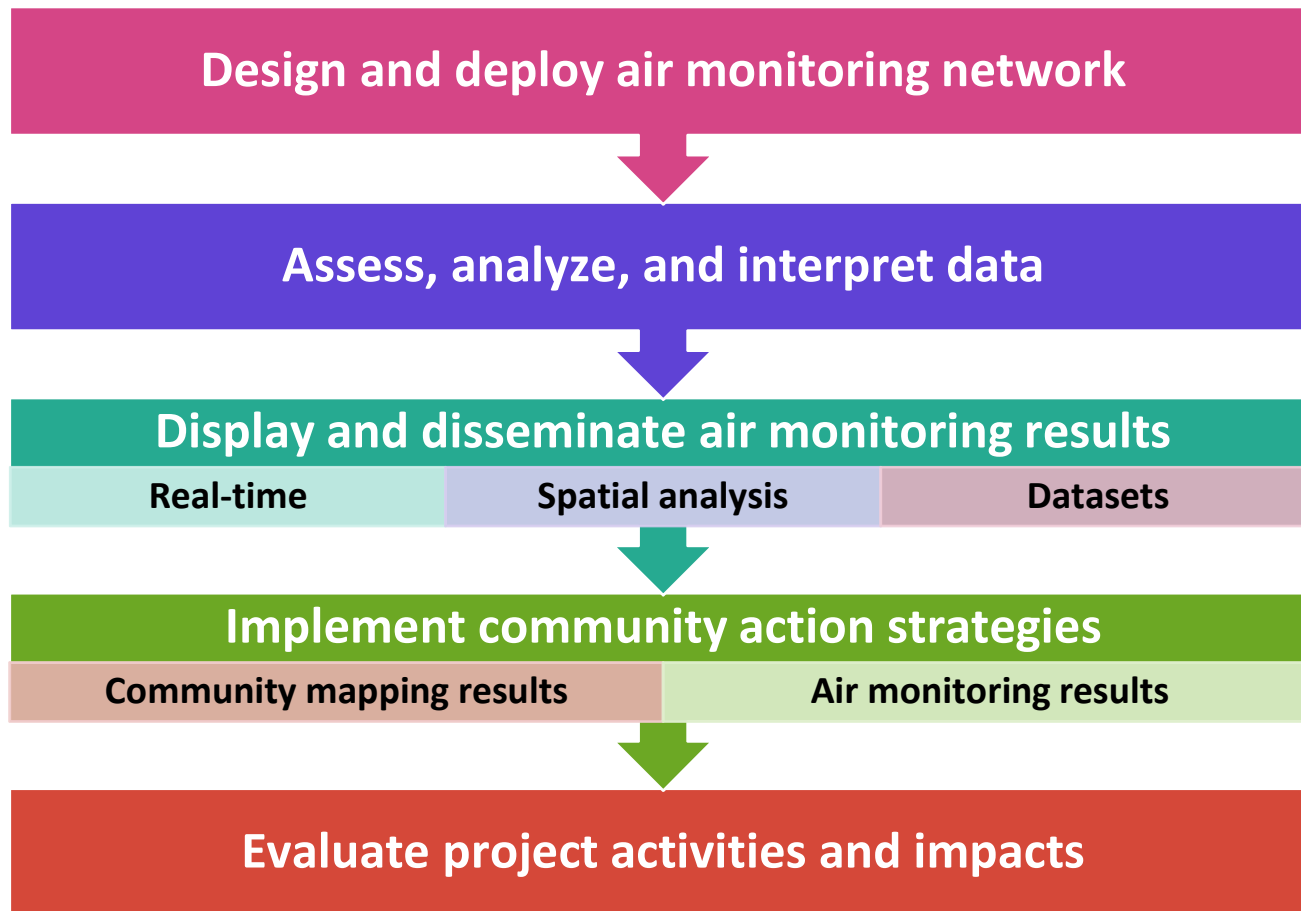 Design and deploy air monitoring network
Assess, analyze, and interpret data
Display and disseminate air monitoring results
Real-time
Spatial analysis
Datasets
Implement community action strategies
Community mapping results
Air monitoring results
Evaluate project activities and impacts